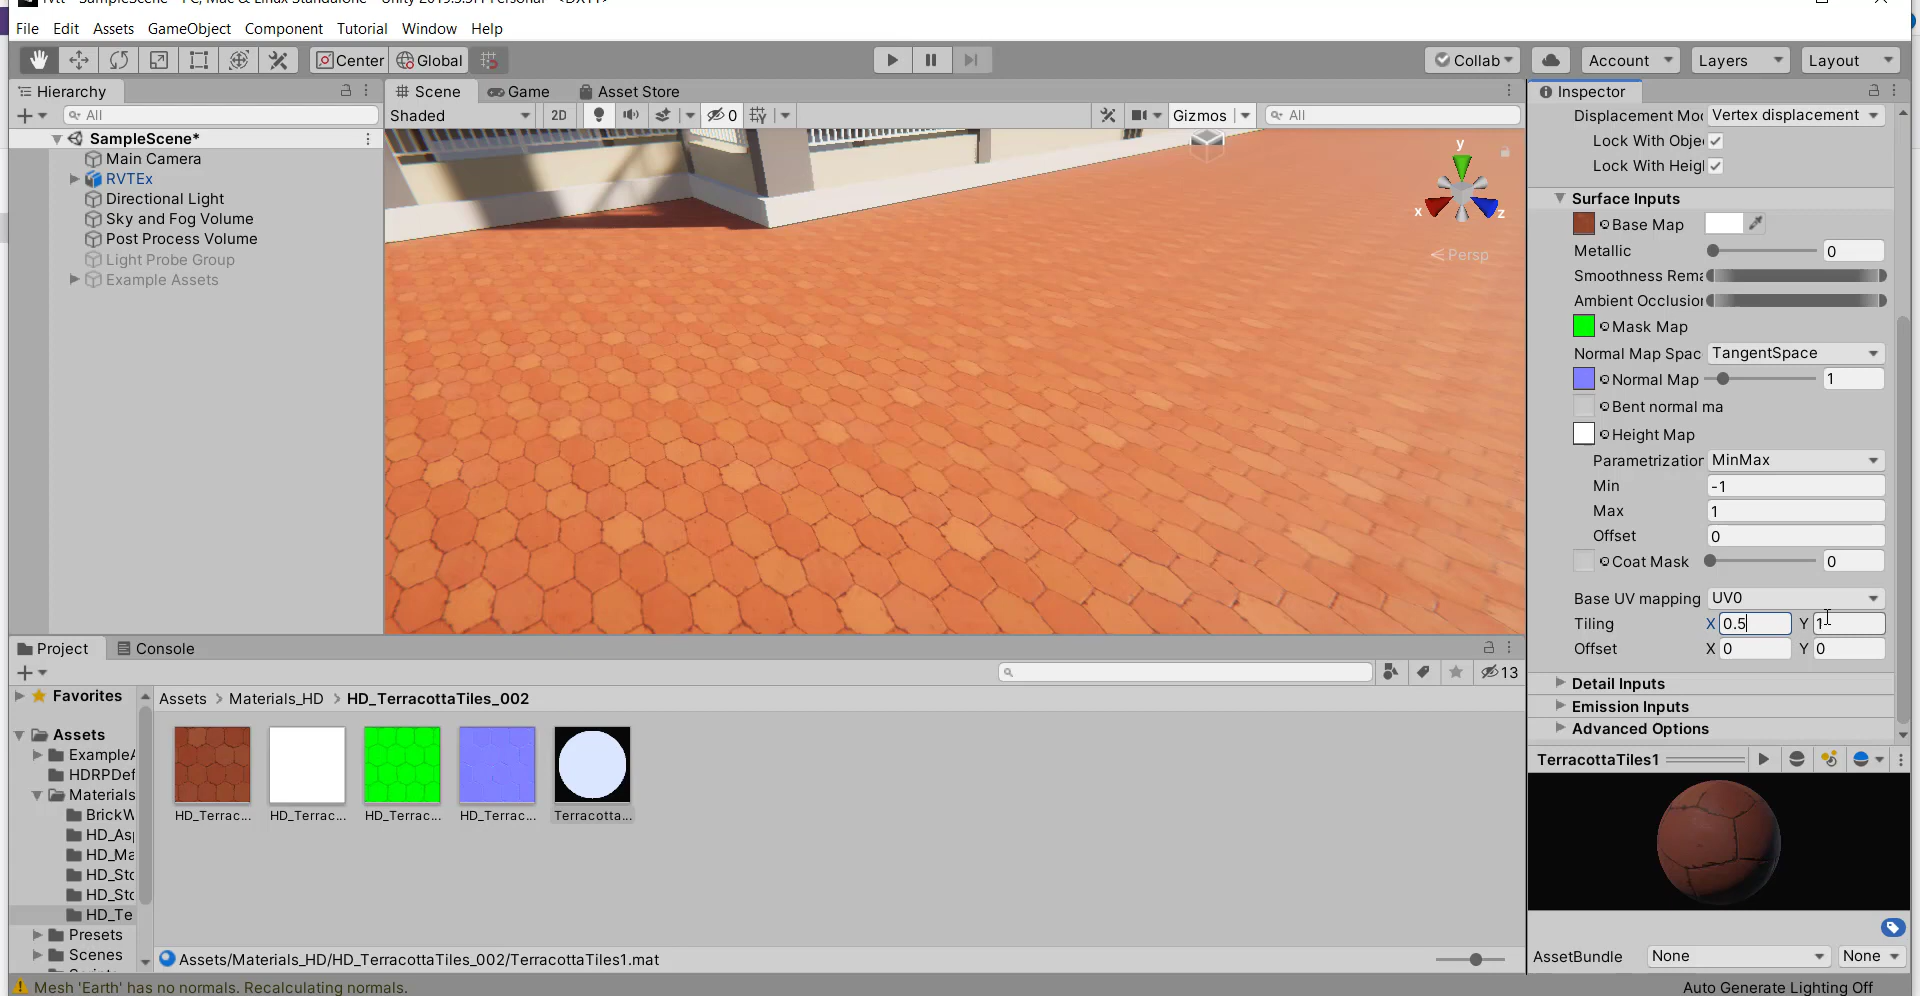 File Edit Assets GameObject Component Tutorial Window Help
Center Global Collab Account Layers Layout
Hierarchy
All
SampleScene*
Main Camera
RVTEx
Directional Light
Sky and Fog Volume
Post Process Volume
Light Probe Group
Example Assets
Scene Game Asset Store
Shaded 2D 0 Gizmos All
y
x z
Persp
Inspector
Displacement Mod Vertex displacement
Lock With Obje
Lock With Heig
Surface Inputs
Base Map
Metallic 0
Smoothness Rema
Ambient Occlusion
Mask Map
Normal Map Spac TangentSpace
Normal Map 1
Bent normal ma
Height Map
Parametrization MinMax
Min -1
Max 1
Offset 0
Coat Mask 0
Base UV mapping UV0
Tiling X 0.5 Y 1
Offset X 0 Y 0
Detail Inputs
Emission Inputs
Advanced Options
TerracottaTiles1
AssetBundle None None
Project Console
13
Favorites
Assets
ExampleA
HDRPDef
Materials
BrickW
HD_Asp
HD_Ma
HD_Sto
HD_Sto
HD_Te
Presets
Scenes
Assets > Materials_HD > HD_TerracottaTiles_002
HD_Terrac... HD_Terrac... HD_Terrac... HD_Terrac... Terracotta...
Assets/Materials_HD/HD_TerracottaTiles_002/TerracottaTiles1.mat
Mesh 'Earth' has no normals. Recalculating normals.
Auto Generate Lighting Off